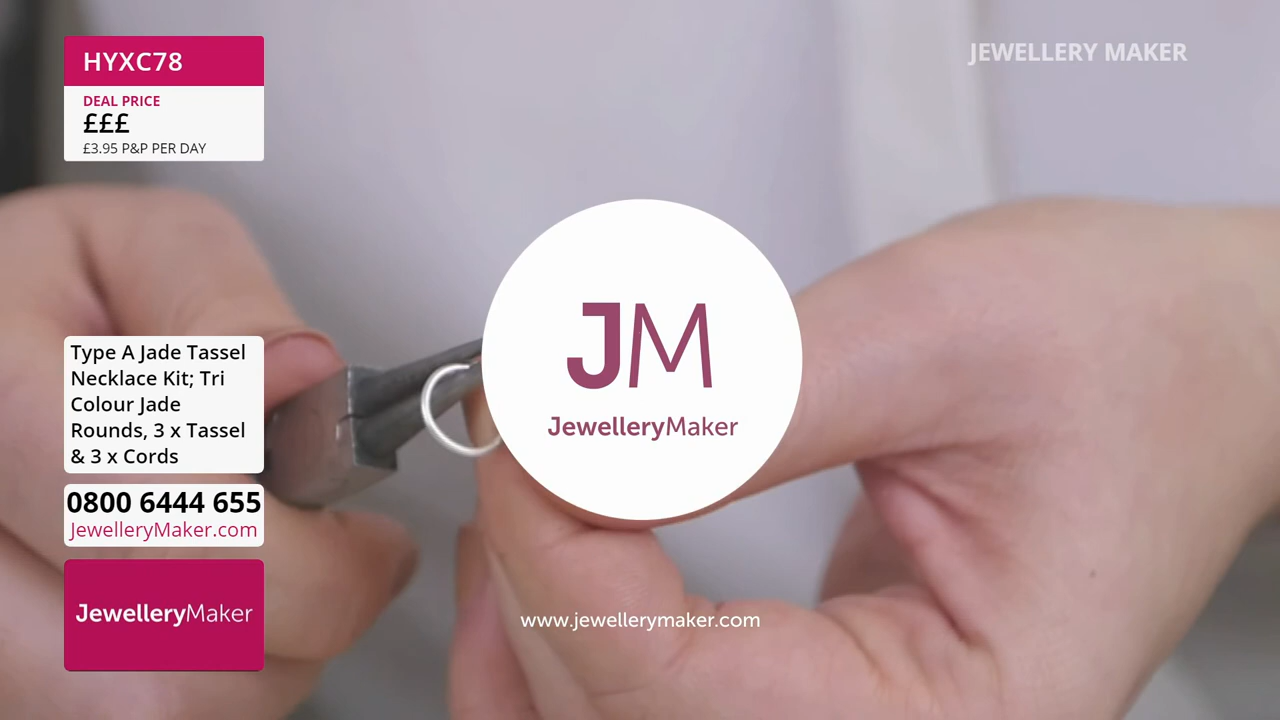 HYXC78
DEAL PRICE
£££
£3.95 P&P PER DAY
JEWELLERY MAKER
JM
JewelleryMaker
Type A Jade Tassel
Necklace Kit; Tri
Colour Jade
Rounds, 3 x Tassel
& 3 x Cords
0800 6444 655
JewelleryMaker.com
JewelleryMaker
www.jewellerymaker.com